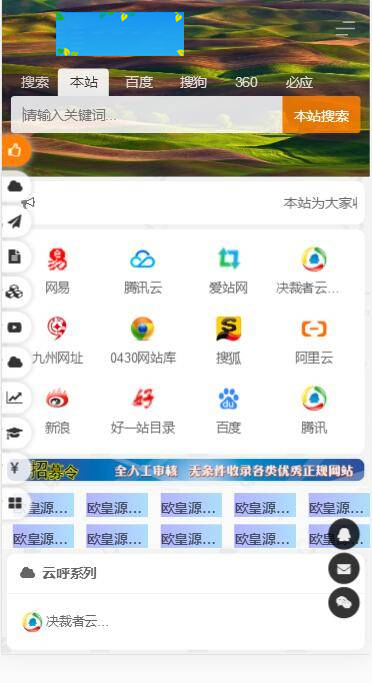 搜索 本站 百度 搜狗 360 必应
请输入关键词... 本站搜索
本站为大家收
网易 腾讯云 爱站网 决裁者云...
九州网址 0430网站库 搜狐 阿里云
新浪 好一站目录 百度 腾讯
招募令 全人工审核 无条件收录各类优秀正规网站
欧皇源... 欧皇源... 欧皇源... 欧皇源... 欧皇源...
欧皇源... 欧皇源... 欧皇源... 欧皇源... 欧皇源...
云呼系列
决裁者云...